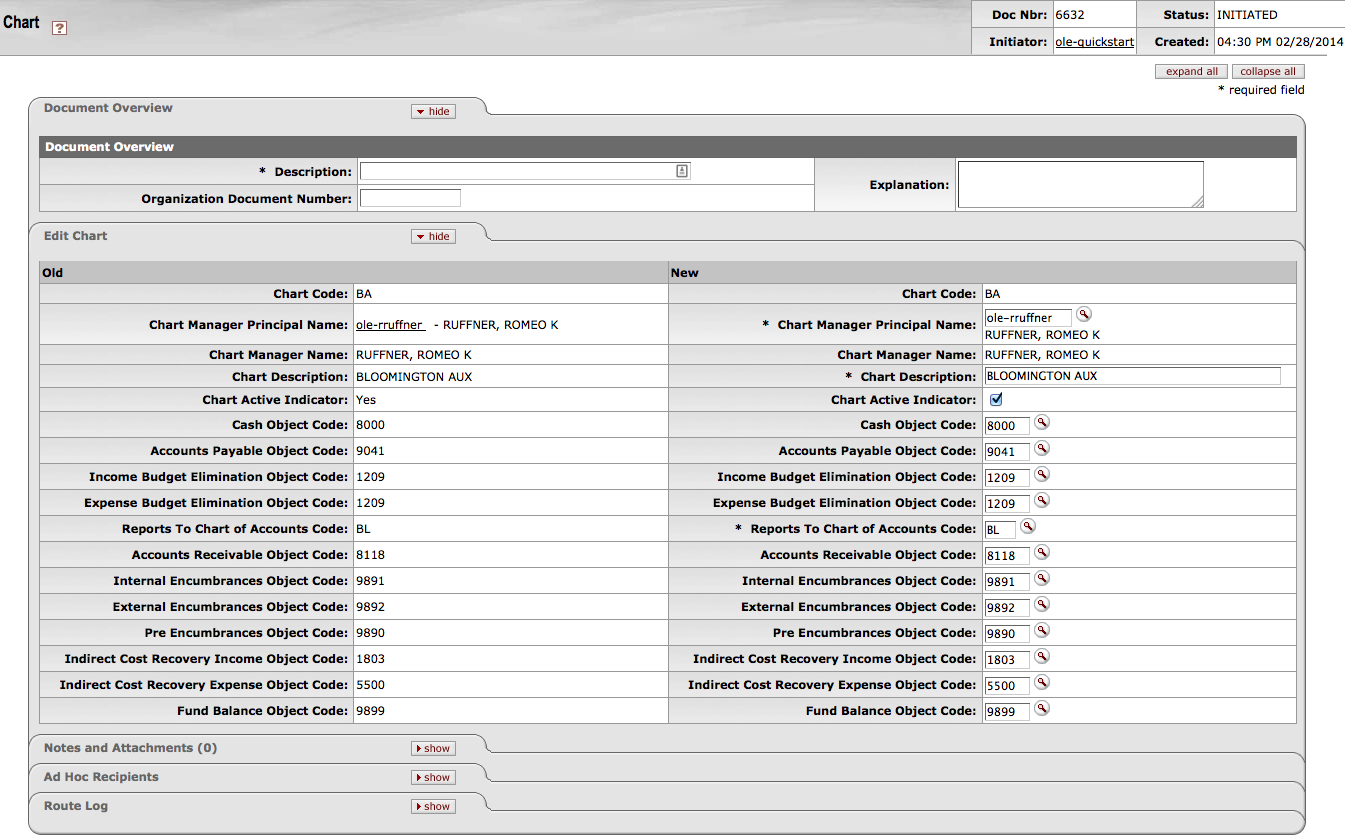 Chart ?
Doc Nbr: 6632 Status: INITIATED
Initiator: ole-quickstart Created: 04:30 PM 02/28/2014
expand all collapse all
* required field
Document Overview hide
Document Overview
* Description:
Explanation:
Organization Document Number:
Edit Chart hide
Old New
Chart Code: BA Chart Code: BA
Chart Manager Principal Name: ole-rruffner - RUFFNER, ROMEO K * Chart Manager Principal Name: ole-rruffner
RUFFNER, ROMEO K
Chart Manager Name: RUFFNER, ROMEO K Chart Manager Name: RUFFNER, ROMEO K
Chart Description: BLOOMINGTON AUX * Chart Description: BLOOMINGTON AUX
Chart Active Indicator: Yes Chart Active Indicator:
Cash Object Code: 8000 Cash Object Code: 8000
Accounts Payable Object Code: 9041 Accounts Payable Object Code: 9041
Income Budget Elimination Object Code: 1209 Income Budget Elimination Object Code: 1209
Expense Budget Elimination Object Code: 1209 Expense Budget Elimination Object Code: 1209
Reports To Chart of Accounts Code: BL * Reports To Chart of Accounts Code: BL
Accounts Receivable Object Code: 8118 Accounts Receivable Object Code: 8118
Internal Encumbrances Object Code: 9891 Internal Encumbrances Object Code: 9891
External Encumbrances Object Code: 9892 External Encumbrances Object Code: 9892
Pre Encumbrances Object Code: 9890 Pre Encumbrances Object Code: 9890
Indirect Cost Recovery Income Object Code: 1803 Indirect Cost Recovery Income Object Code: 1803
Indirect Cost Recovery Expense Object Code: 5500 Indirect Cost Recovery Expense Object Code: 5500
Fund Balance Object Code: 9899 Fund Balance Object Code: 9899
Notes and Attachments (0) show
Ad Hoc Recipients show
Route Log show